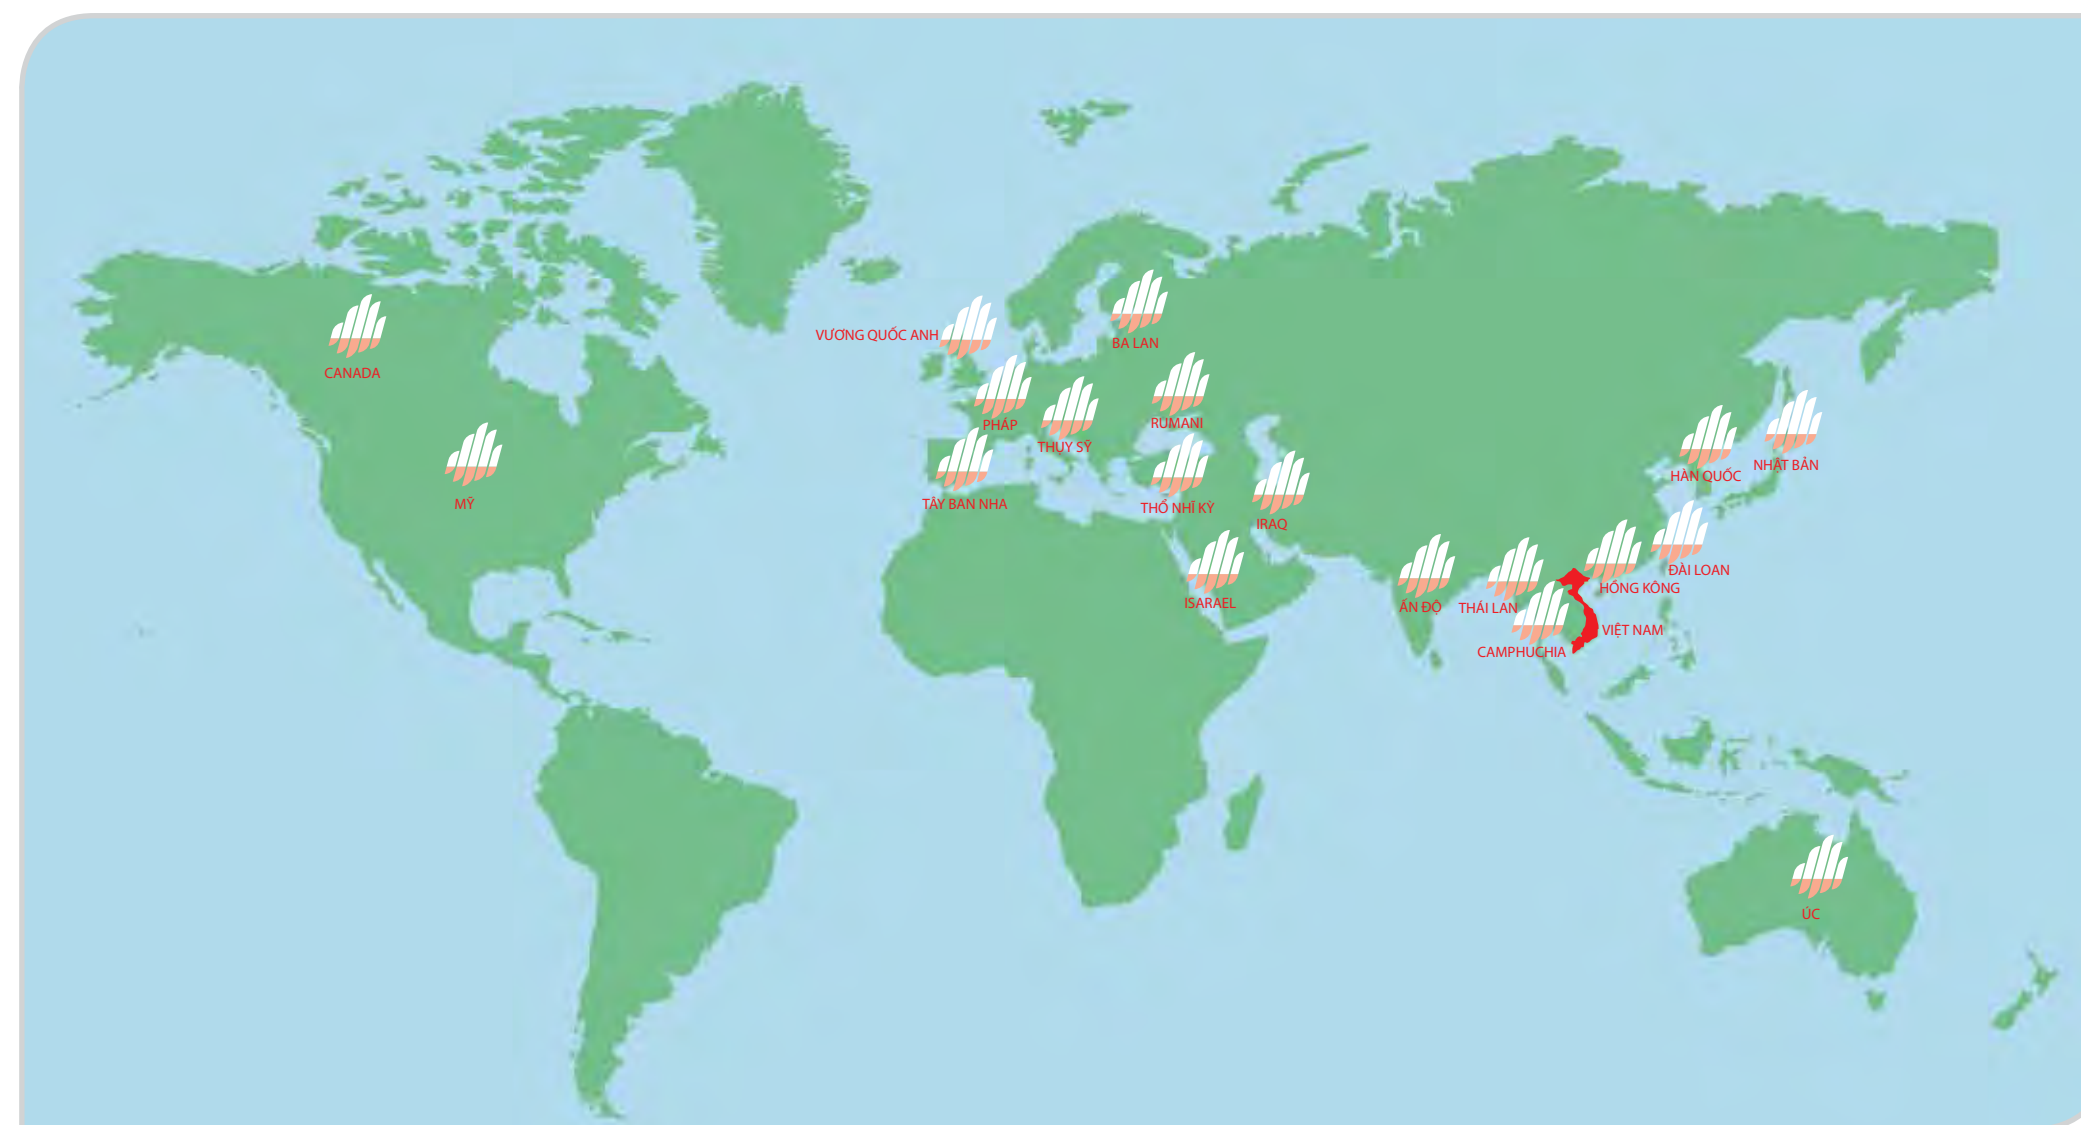 VƯƠNG QUỐC ANH
BA LAN
CANADA
PHÁP
RUMANI
THỤY SỸ
NHẬT BẢN
HÀN QUỐC
MỸ
TÂY BAN NHA
THỔ NHĨ KỲ
IRAQ
ĐÀI LOAN
HỒNG KÔNG
ISARAEL
ẤN ĐỘ
THÁI LAN
VIỆT NAM
CAMPHUCHIA
ÚC